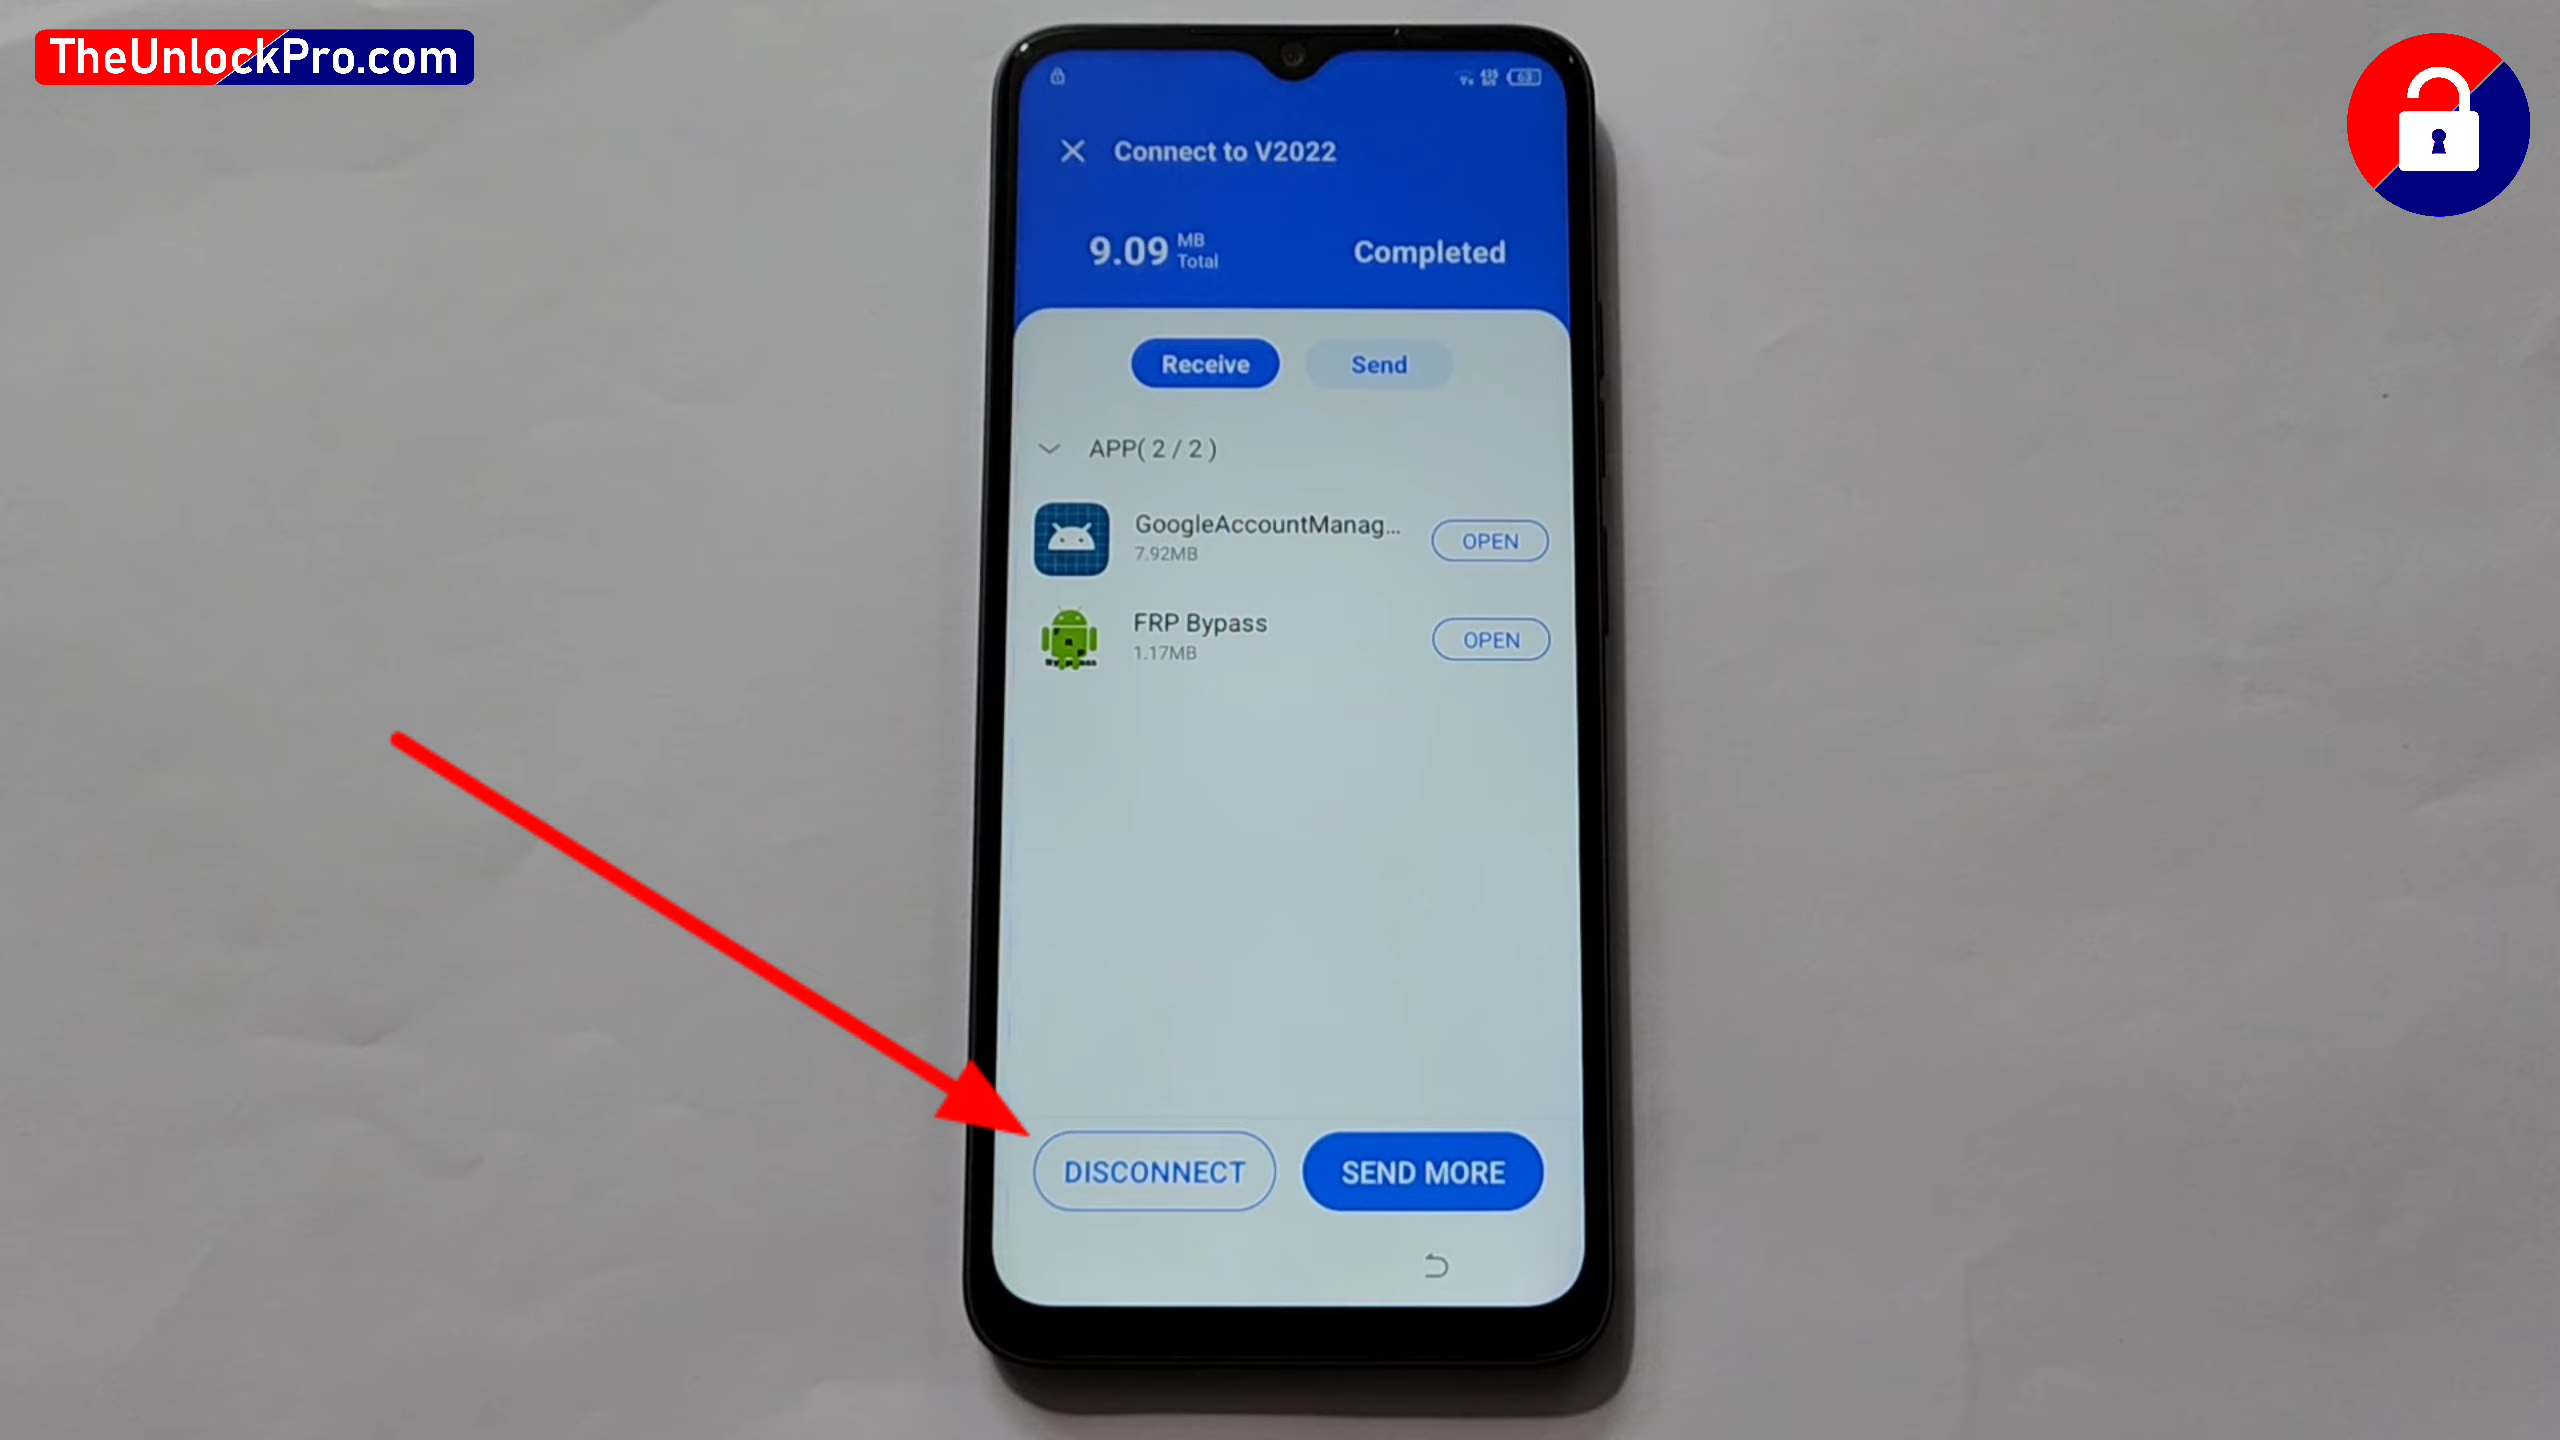 TheUnlockPro.com
63
Connect to V2022
9.09 MB Total
Completed
Receive
Send
APP( 2 / 2 )
GoogleAccountManag...
7.92MB
OPEN
FRP Bypass
1.17MB
OPEN
DISCONNECT
SEND MORE